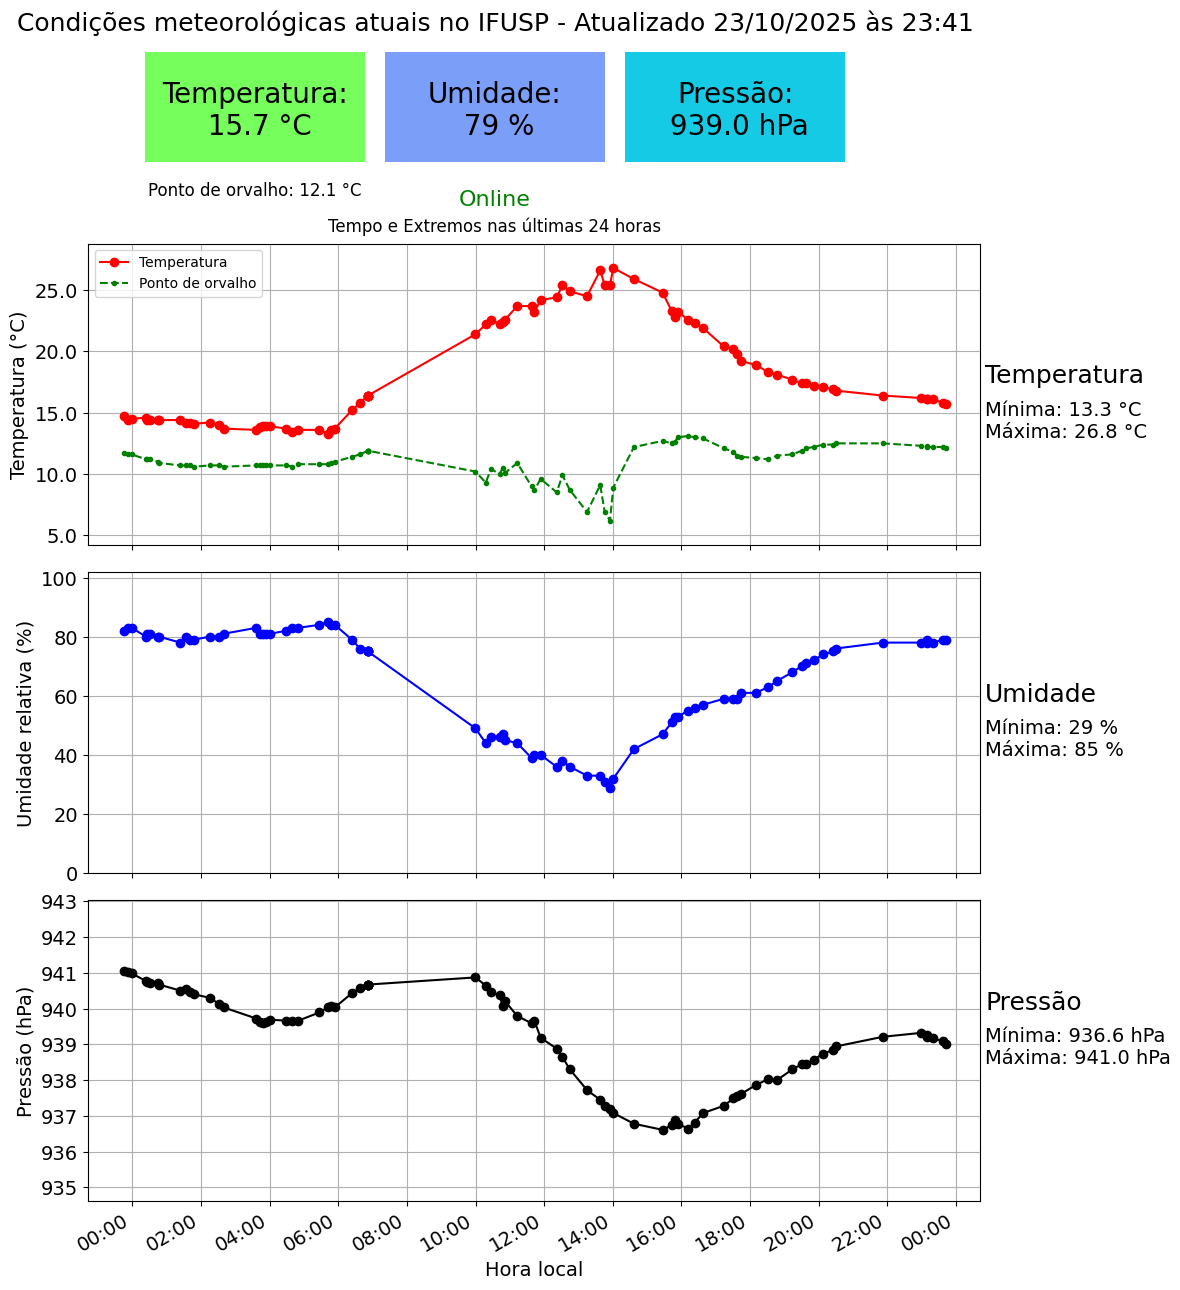 Condições meteorológicas atuais no IFUSP - Atualizado 23/10/2025 às 23:41
Temperatura:
15.7 °C
Umidade:
79 %
Pressão:
939.0 hPa
Ponto de orvalho: 12.1 °C
Online
Tempo e Extremos nas últimas 24 horas
Temperatura
Ponto de orvalho
Temperatura (°C)
25.0
20.0
15.0
10.0
5.0
Temperatura
Mínima: 13.3 °C
Máxima: 26.8 °C
Umidade relativa (%)
100
80
60
40
20
0
Umidade
Mínima: 29 %
Máxima: 85 %
Pressão (hPa)
943
942
941
940
939
938
937
936
935
Pressão
Mínima: 936.6 hPa
Máxima: 941.0 hPa
00:00 02:00 04:00 06:00 08:00 10:00 12:00 14:00 16:00 18:00 20:00 22:00 00:00
Hora local